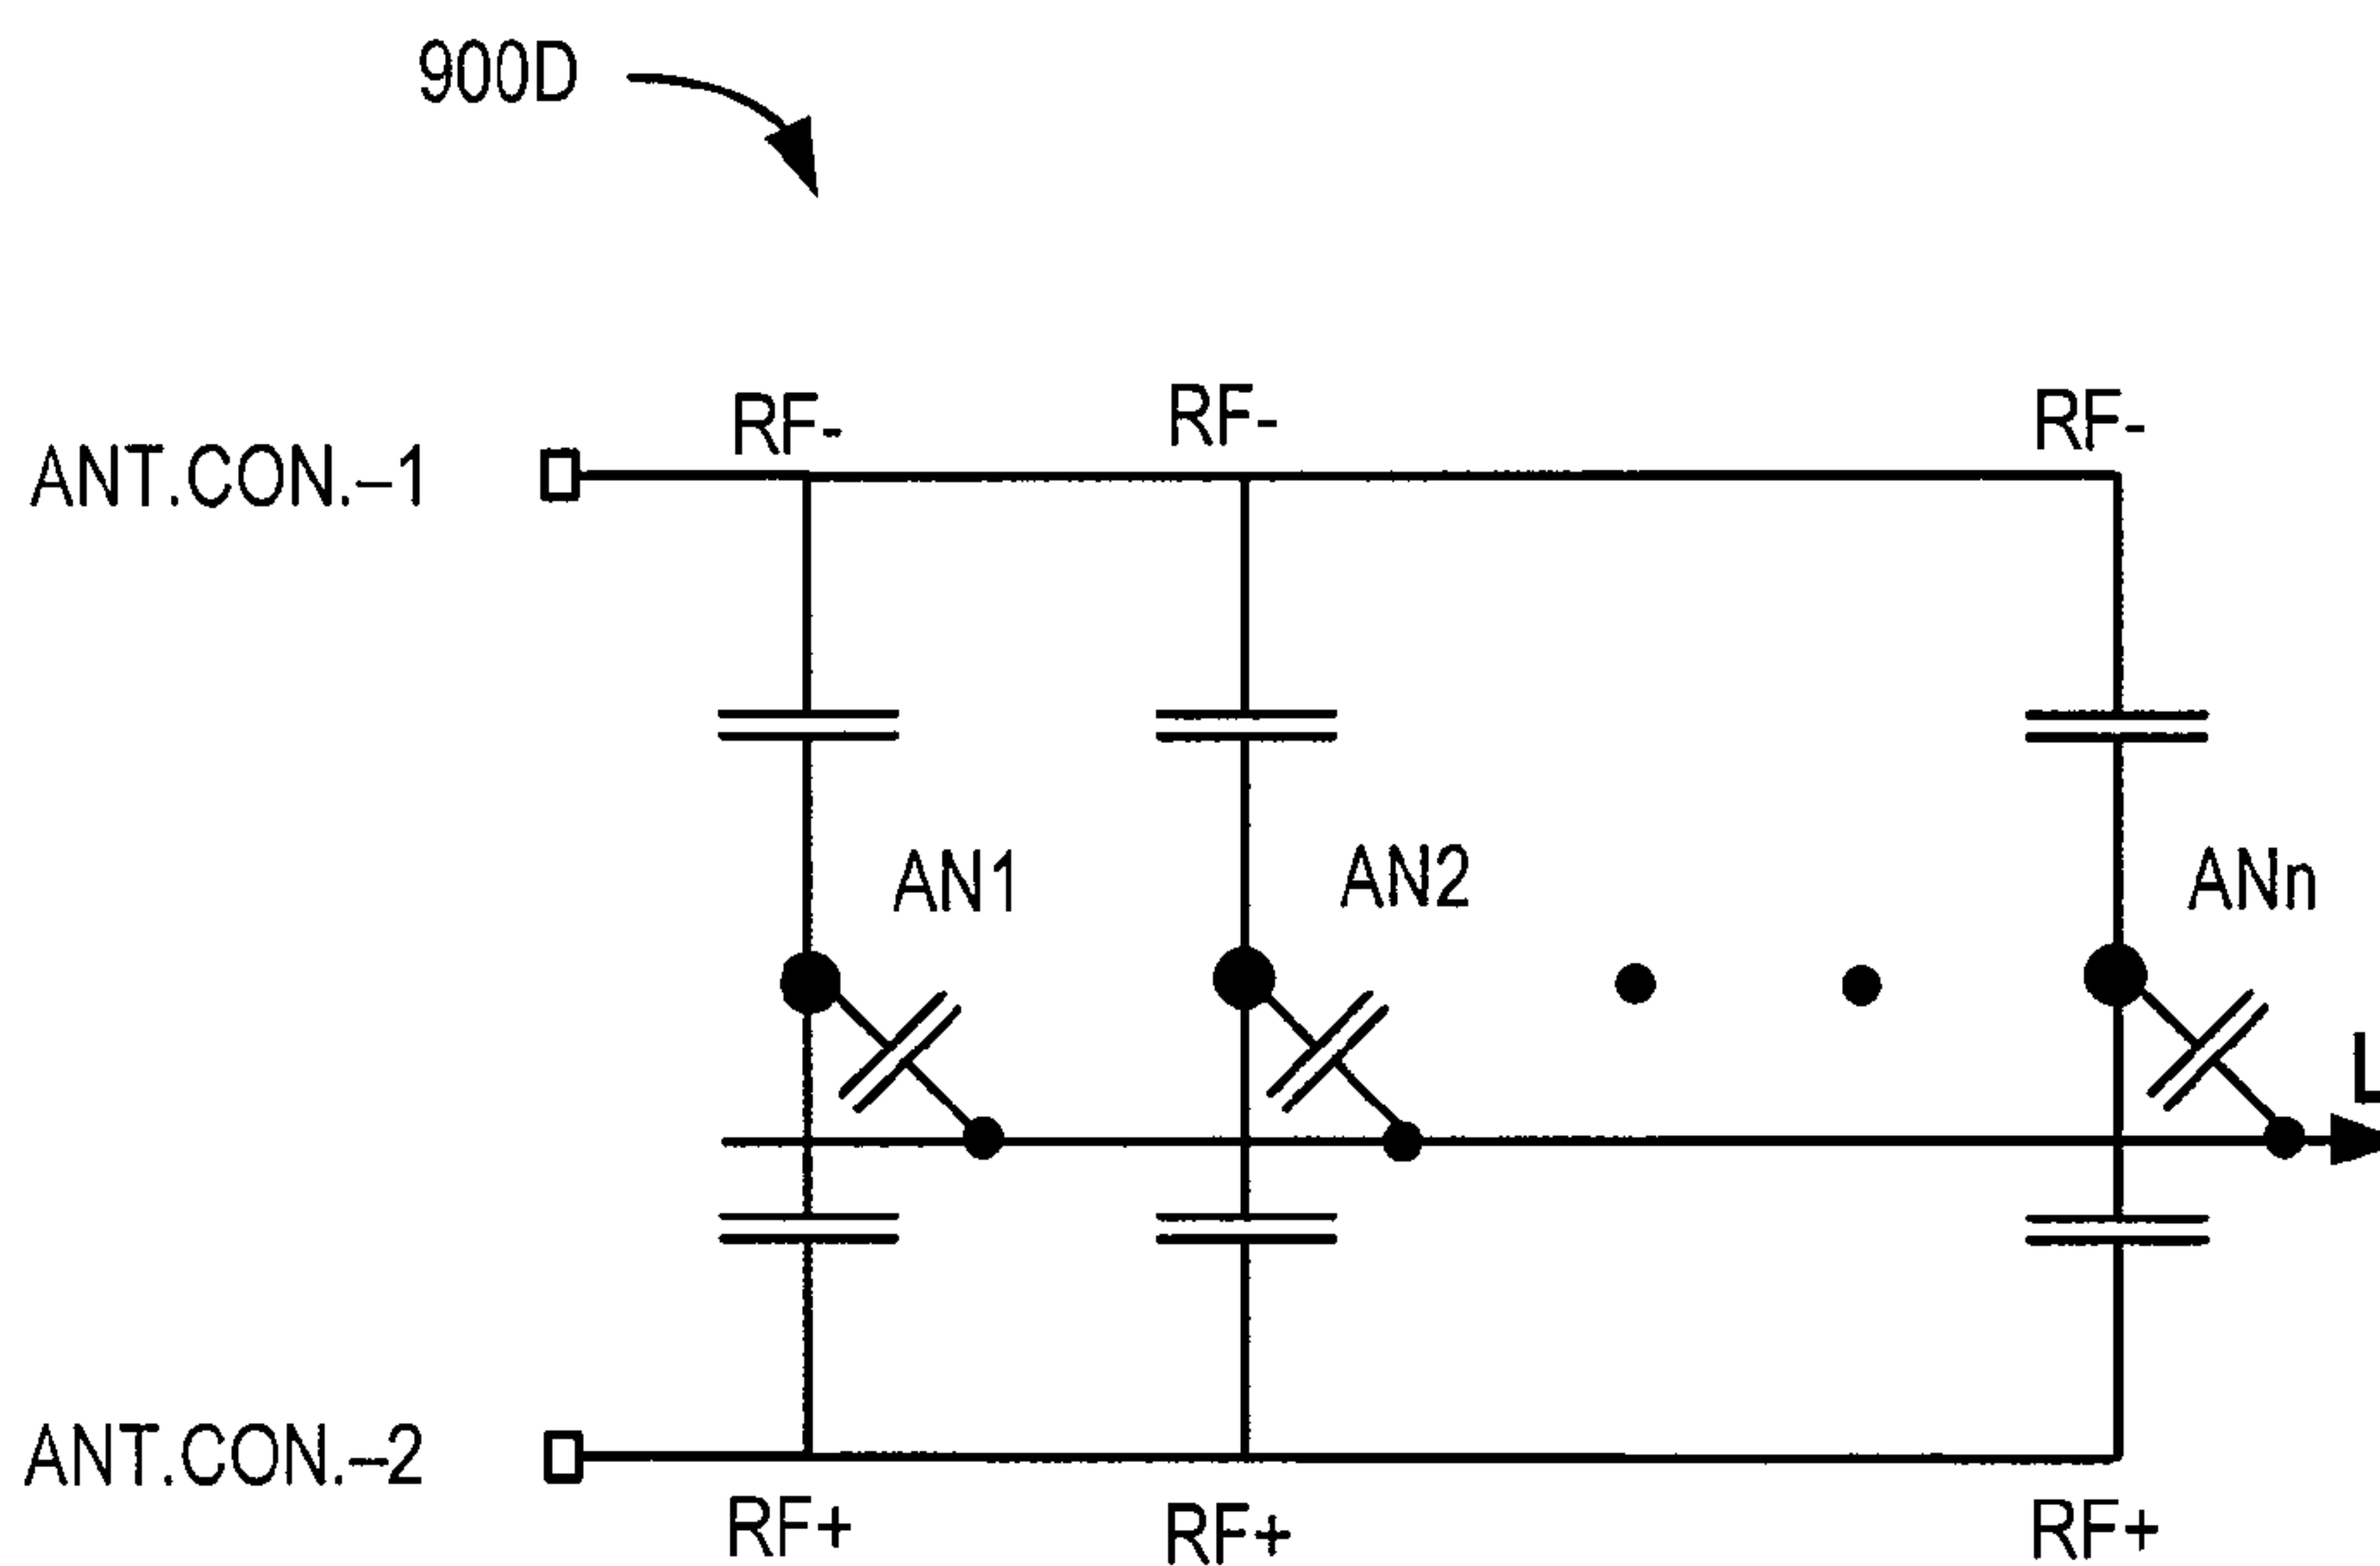 900D
RF- RF- RF-
ANT.CON.-1
AN1 AN2 ANn
L
ANT.CON.-2
RF+ RF+ RF+